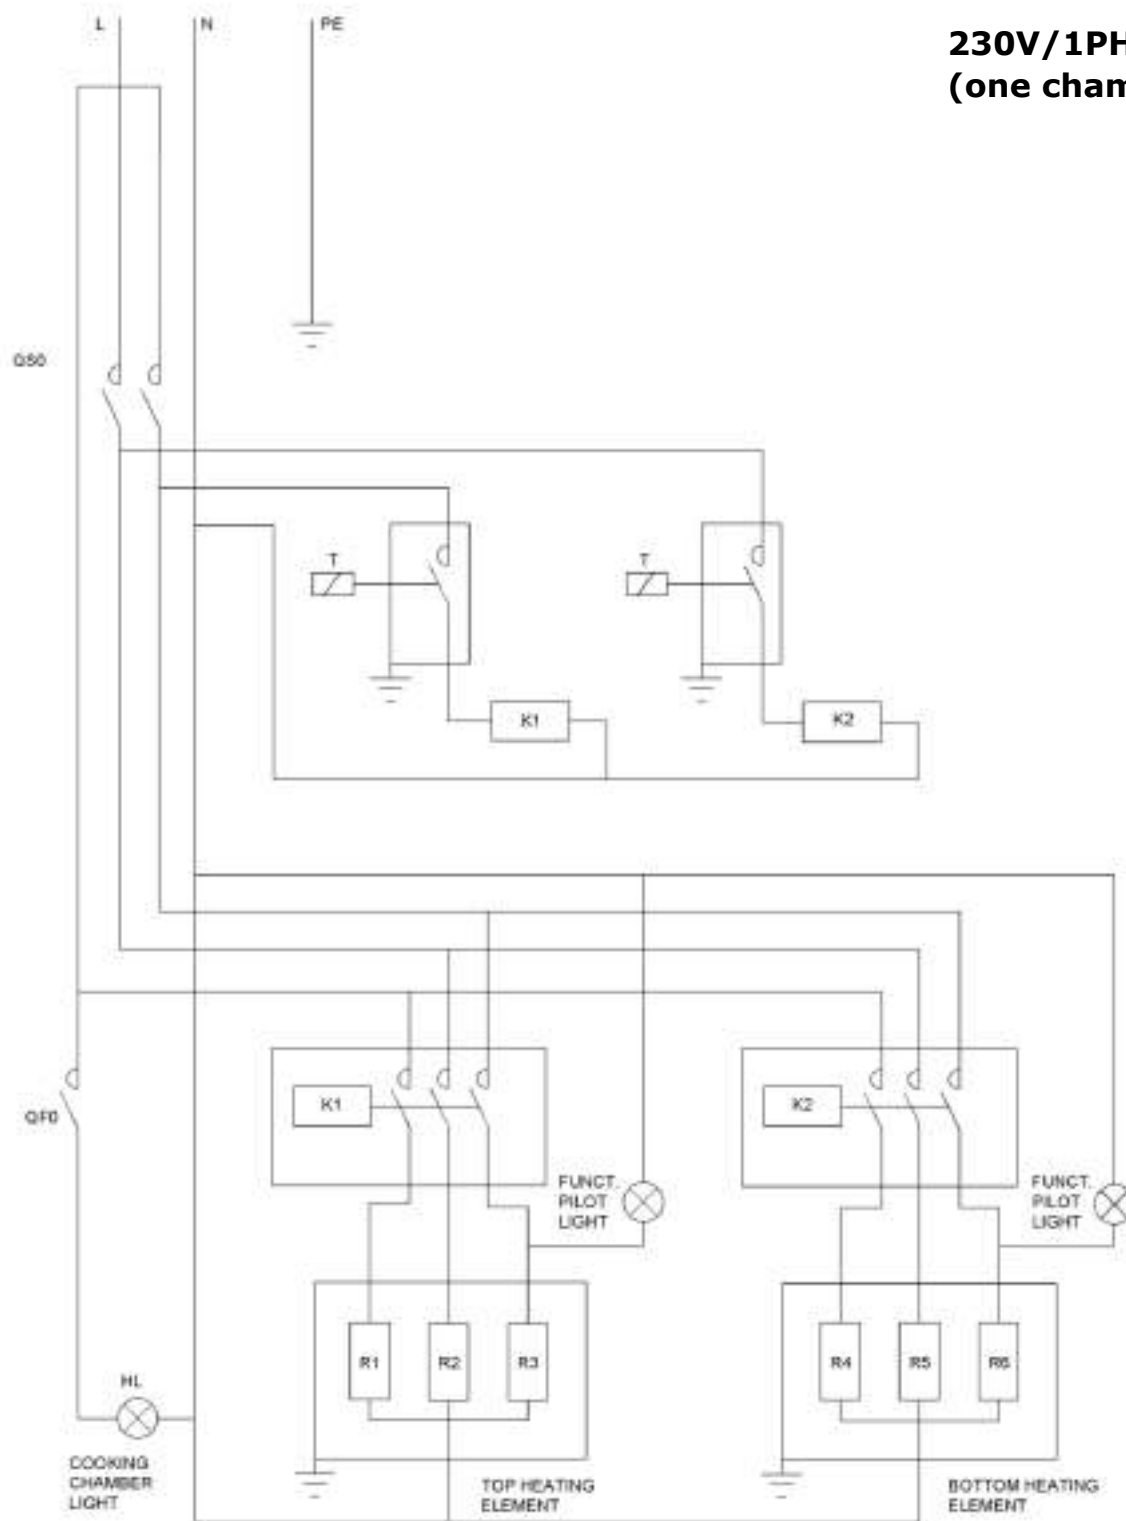 L
N
PE
230V/1PH
(one cham
QS0
T
T
K1
K2
K1
K2
QF0
FUNCT.
PILOT
LIGHT
FUNCT.
PILOT
LIGHT
R1
R2
R3
R4
R5
R6
HL
COOKING
CHAMBER
LIGHT
TOP HEATING
ELEMENT
BOTTOM HEATING
ELEMENT